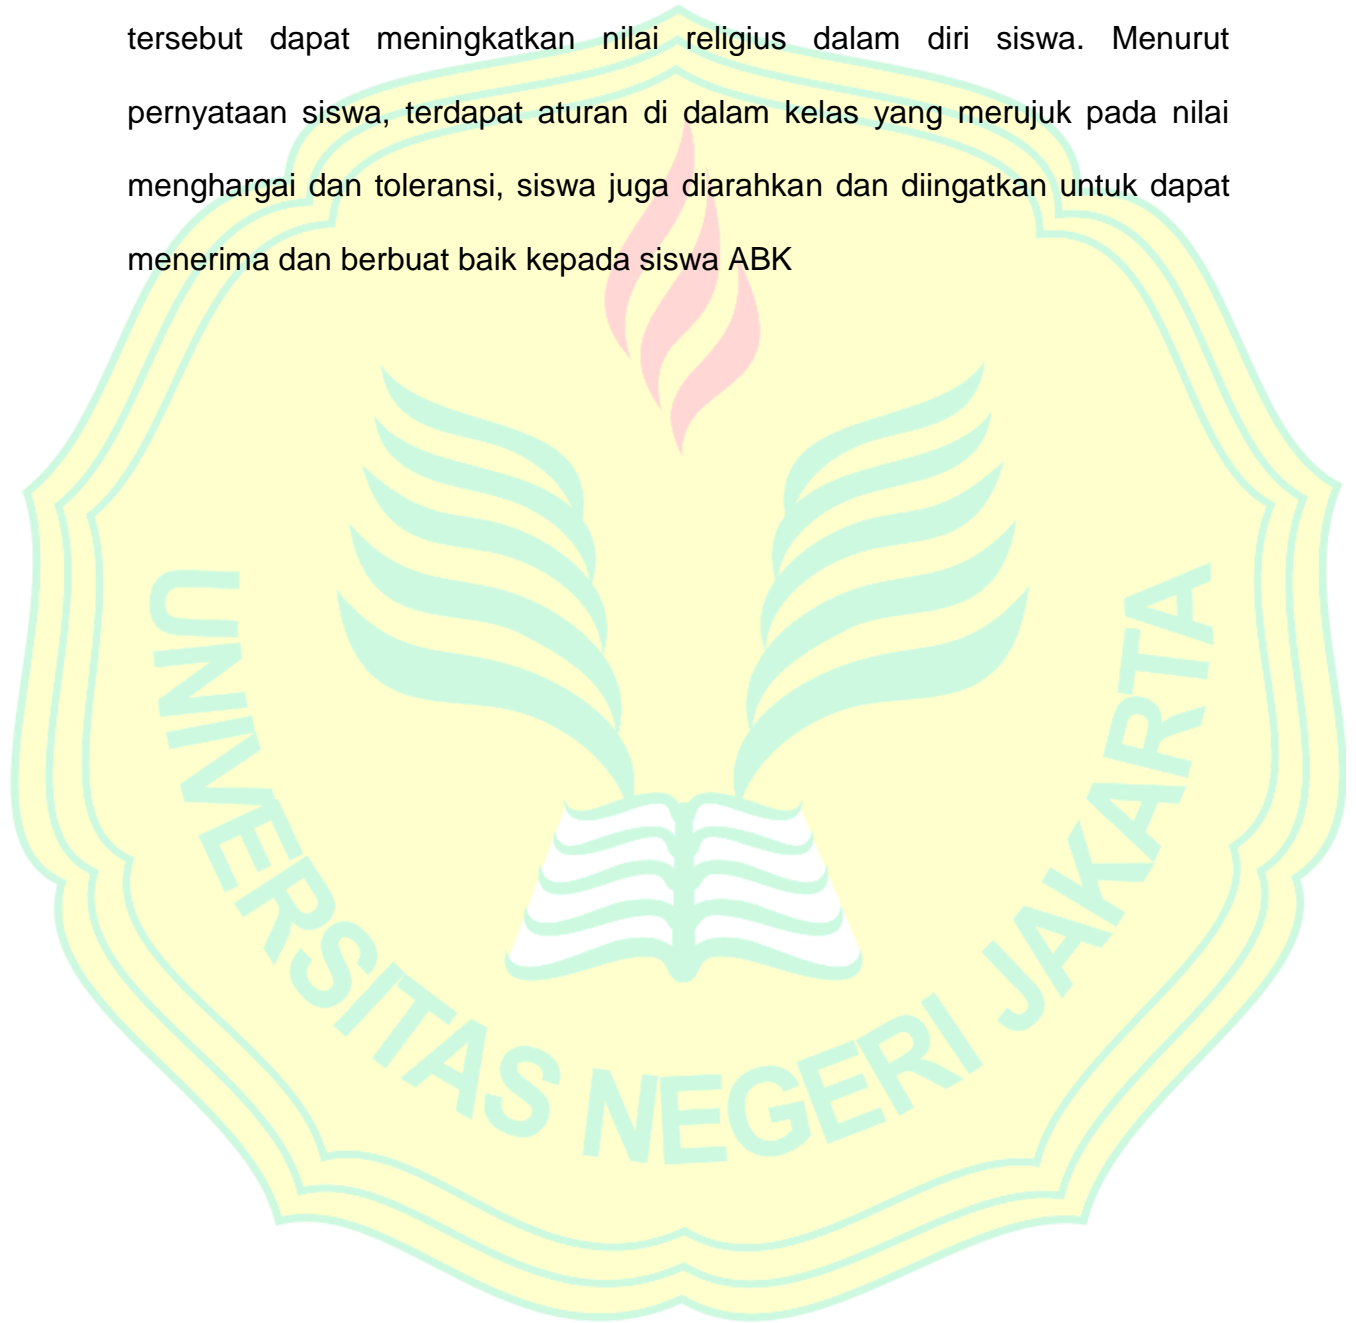 tersebut dapat meningkatkan nilai religius dalam diri siswa. Menurut
pernyataan siswa, terdapat aturan di dalam kelas yang merujuk pada nilai
menghargai dan toleransi, siswa juga diarahkan dan diingatkan untuk dapat
menerima dan berbuat baik kepada siswa ABK
UNIVERSITAS NEGERI JAKARTA